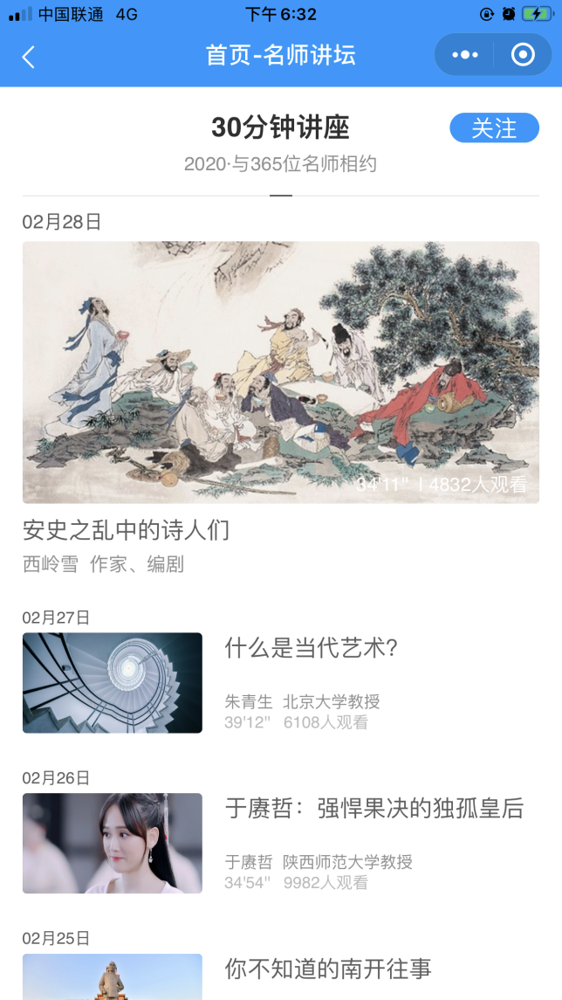 中国联通 4G 下午6:32
首页-名师讲坛
30分钟讲座
关注
2020·与365位名师相约
02月28日
34'11" | 4832人观看
安史之乱中的诗人们
西岭雪 作家、编剧
02月27日
什么是当代艺术?
朱青生 北京大学教授
39'12" 6108人观看
02月26日
于赓哲：强悍果决的独孤皇后
于赓哲 陕西师范大学教授
34'54" 9982人观看
02月25日
你不知道的南开往事